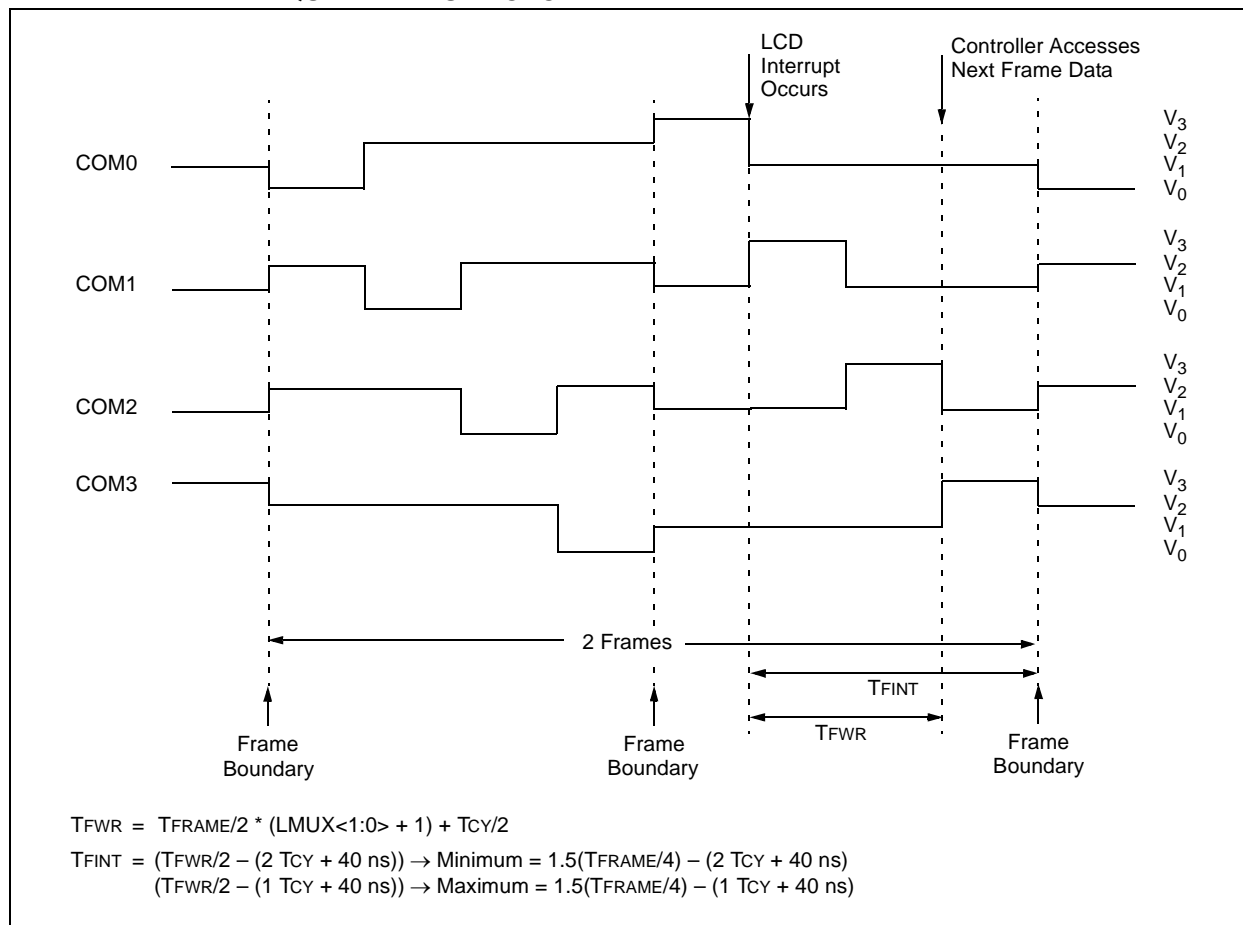 LCD
Interrupt
Occurs
Controller Accesses
Next Frame Data
COM0
V3
V2
V1
V0
COM1
V3
V2
V1
V0
COM2
V3
V2
V1
V0
COM3
V3
V2
V1
V0
2 Frames
TFINT
TFWR
Frame
Boundary
Frame
Boundary
Frame
Boundary
TFWR = TFRAME/2 * (LMUX<1:0> + 1) + TCY/2
TFINT = (TFWR/2 – (2 TCY + 40 ns)) → Minimum = 1.5(TFRAME/4) – (2 TCY + 40 ns)
(TFWR/2 – (1 TCY + 40 ns)) → Maximum = 1.5(TFRAME/4) – (1 TCY + 40 ns)